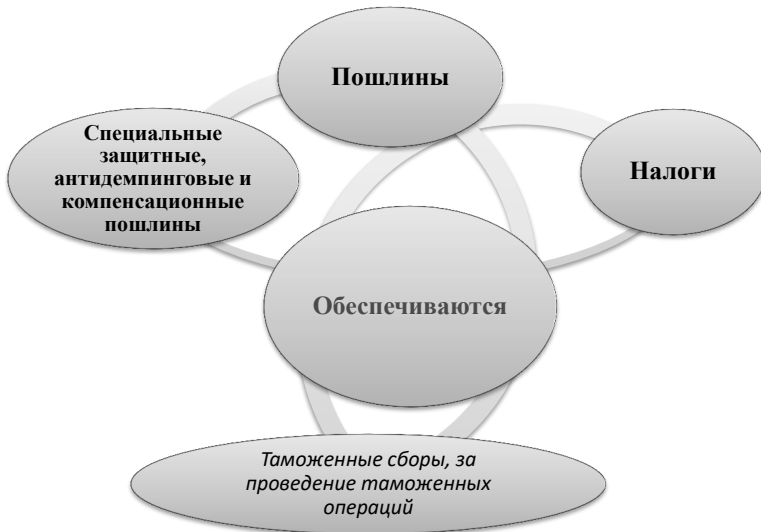 Пошлины
Специальные
защитные,
антидемпинговые и
компенсационные
пошлины
Налоги
Обеспечиваются
Таможенные сборы, за
проведение таможенных
операций